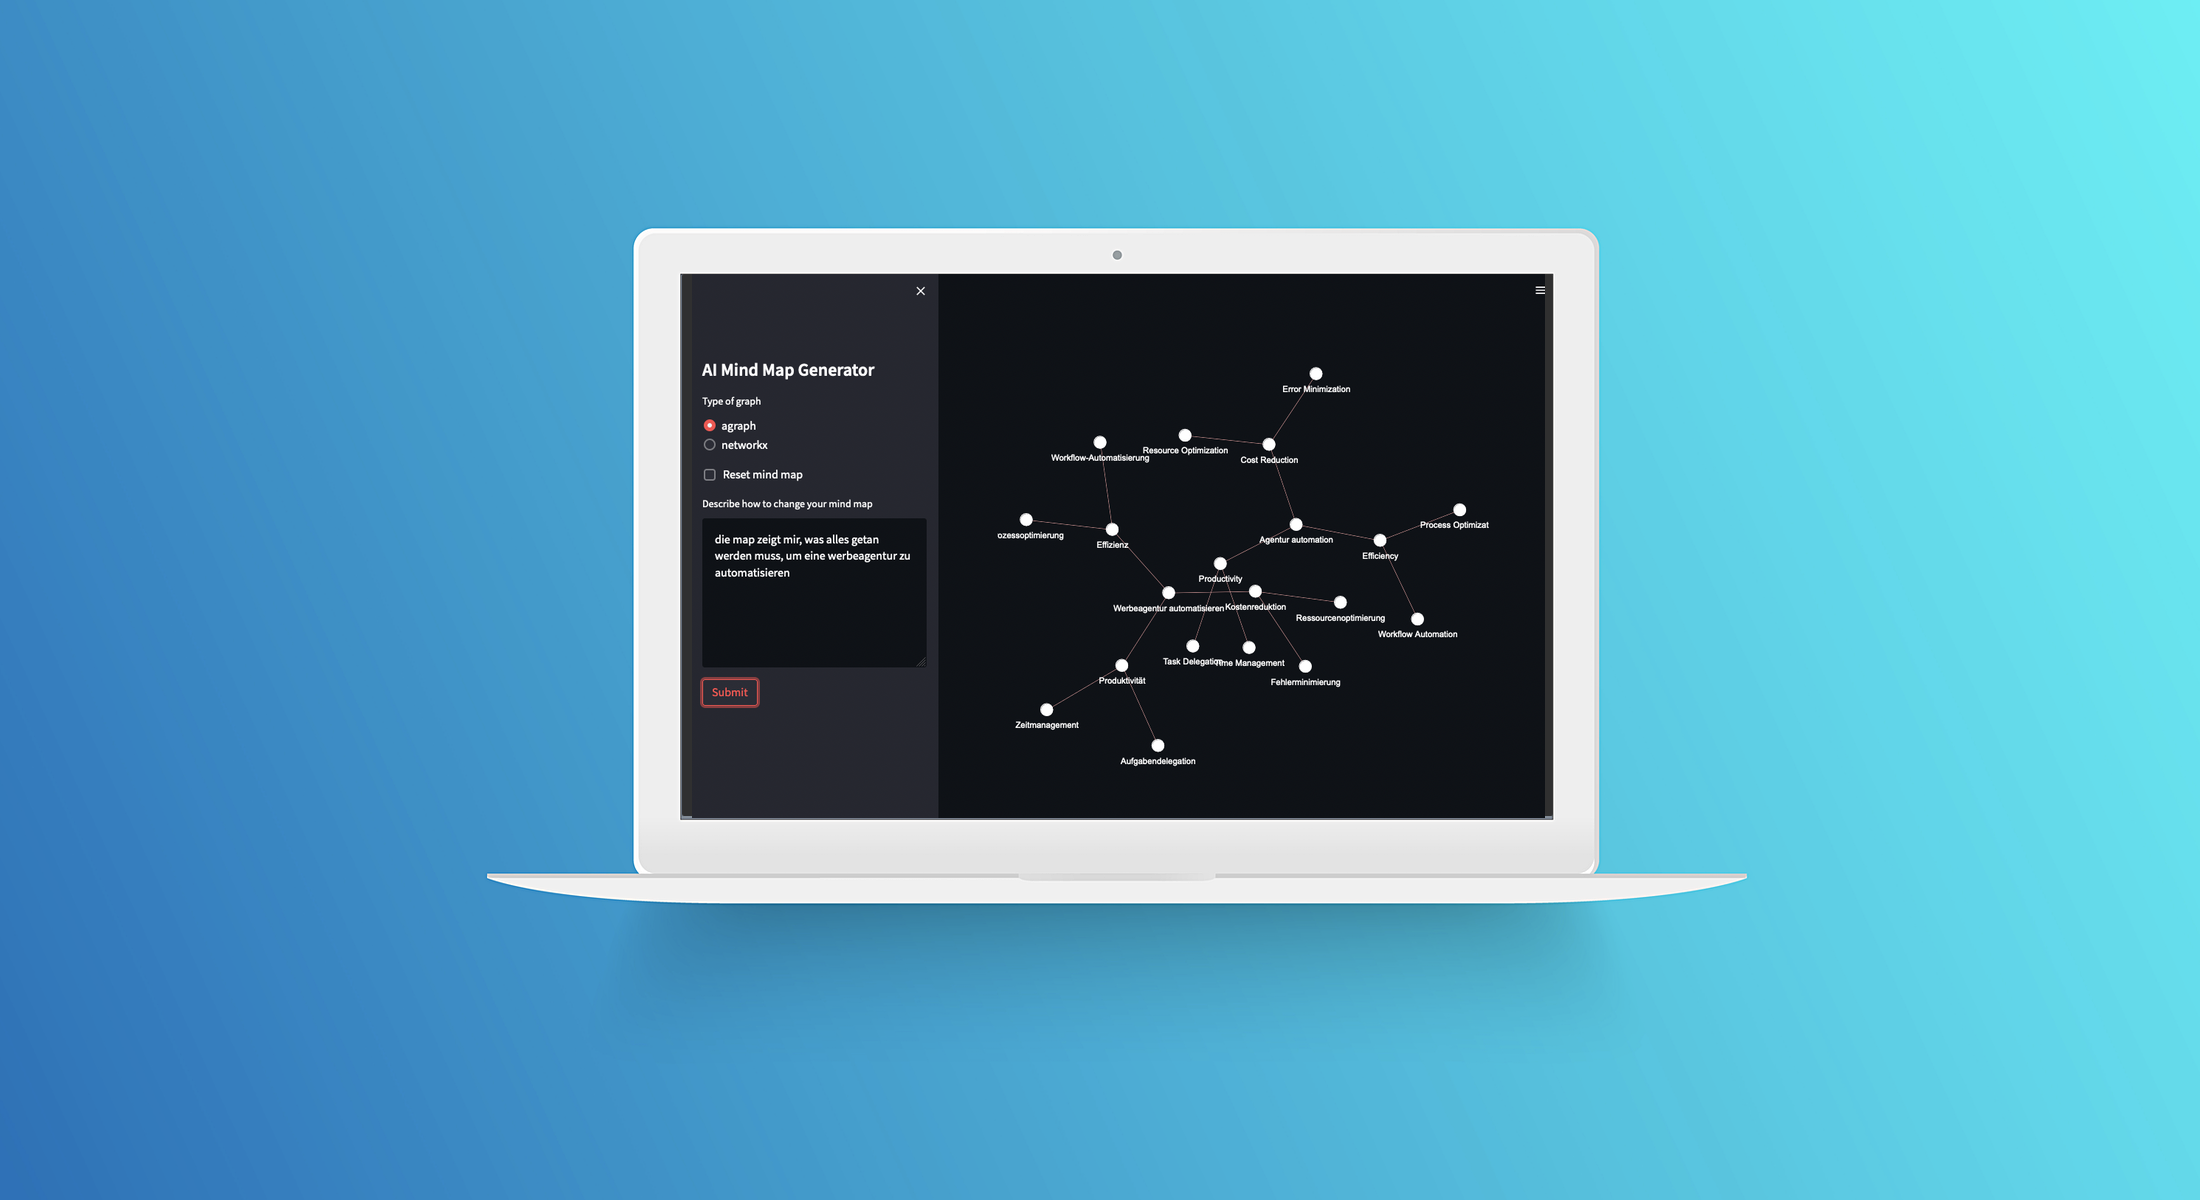 AI Mind Map Generator
Type of graph
agraph
networkx
Reset mind map
Describe how to change your mind map
die map zeigt mir, was alles getan
werden muss, um eine werbeagentur zu
automatisieren
Submit
Error Minimization
Workflow-Automatisierung
Resource Optimization
Cost Reduction
ozessoptimierung
Effizienz
Agentur automation
Process Optimizat
Efficiency
Productivity
Werbeagentur automatisieren
Kostenreduktion
Ressourcenoptimierung
Workflow Automation
Task Delegation
Time Management
Produktivität
Fehlerminimierung
Zeitmanagement
Aufgabendelegation